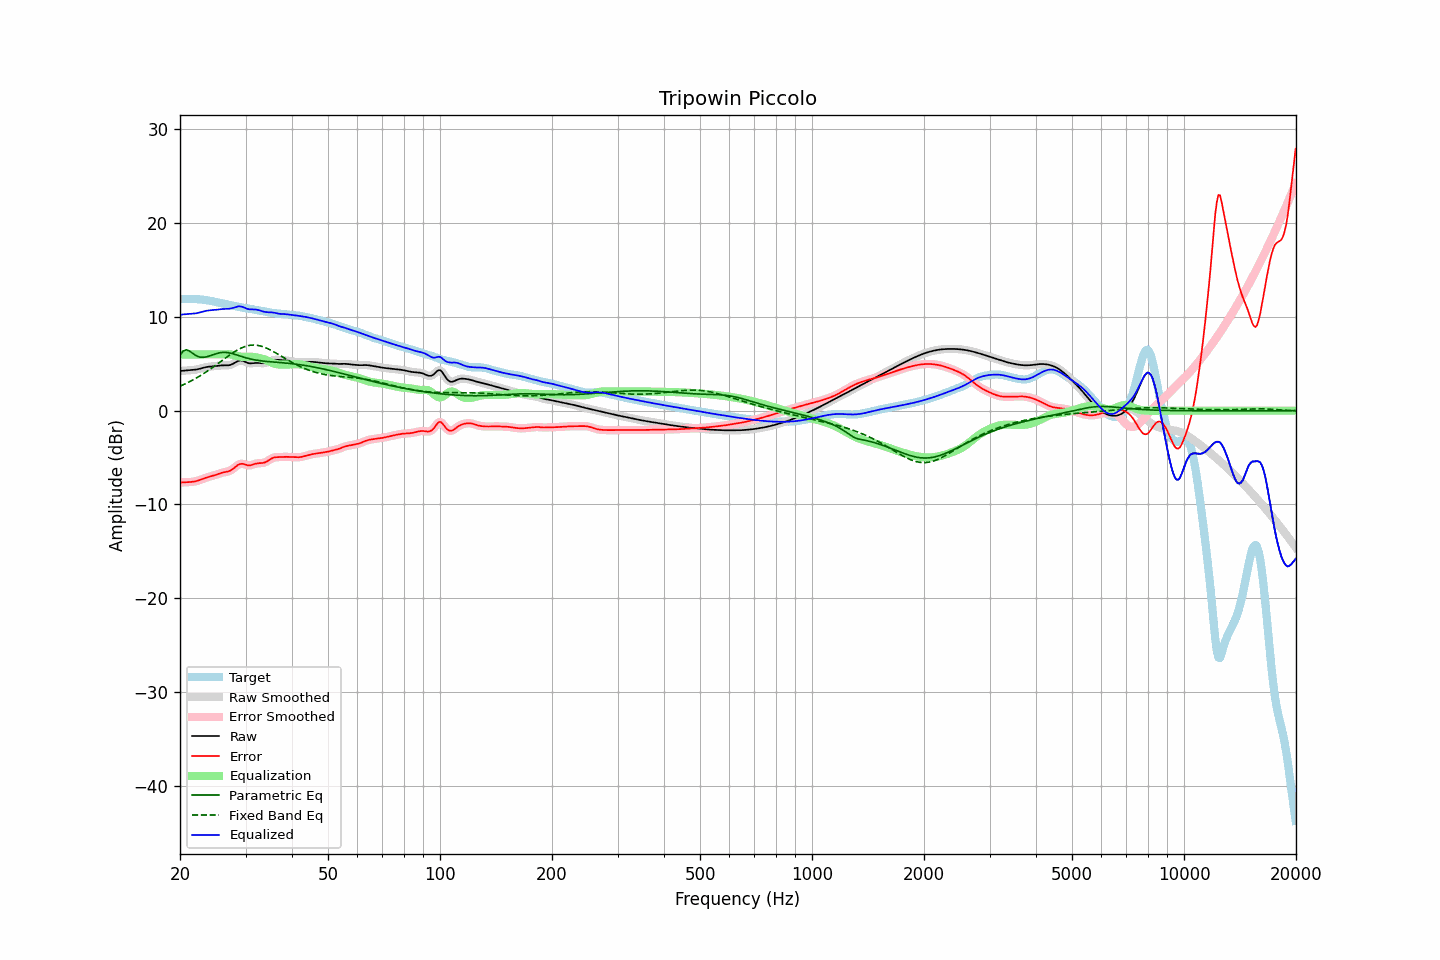 Tripowin Piccolo
30
20
10
0
−10
−20
−30
−40
Amplitude (dBr)
Target
Raw Smoothed
Error Smoothed
Raw
Error
Equalization
Parametric Eq
Fixed Band Eq
Equalized
20 50 100 200 500 1000 2000 5000 10000 20000
Frequency (Hz)